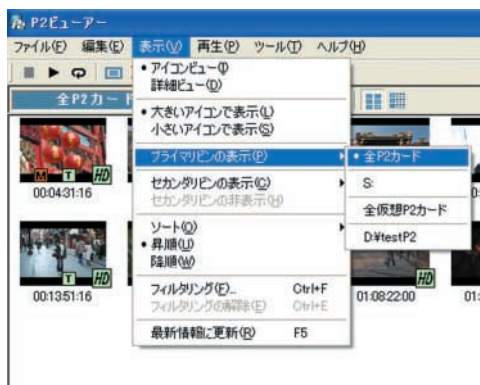 P2ビューアー
ファイル(F) 編集(E) 表示(V) 再生(P) ツール(T) ヘルプ(H)
全P2カード
• アイコンビュー(I)
詳細ビュー(D)
• 大きいアイコンで表示(L)
小さいアイコンで表示(S)
プライマリビンの表示(P)
セカンダリビンの表示(C)
セカンダリビンの非表示(H)
ソート(O)
• 昇順(U)
降順(W)
フィルタリング(F)... Ctrl+F
フィルタリングの解除(E) Ctrl+E
最新情報に更新(R) F5
• 全P2カード
S:
全仮想P2カード
D:¥testP2
M T HD
00:04:31:16
T HD
00:13:51:16
HD
01:08:22:00
01: